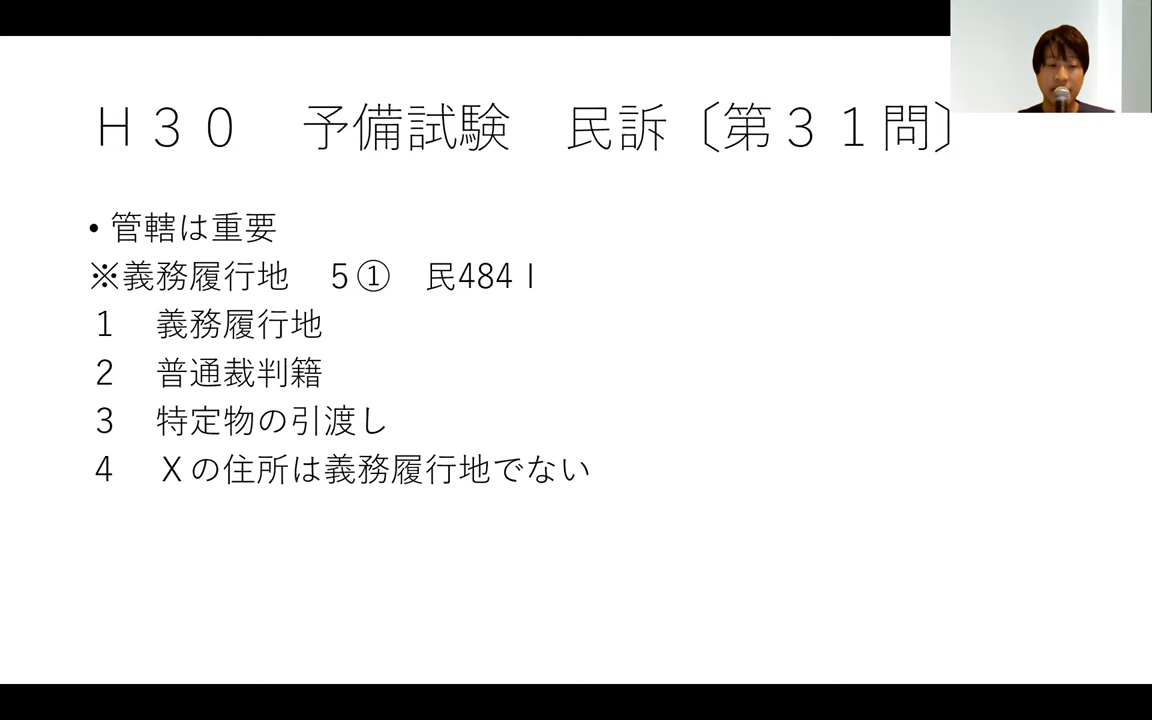 Ｈ３０　予備試験　民訴〔第３１問〕
• 管轄は重要
※義務履行地　５①　民484Ⅰ
１　義務履行地
２　普通裁判籍
３　特定物の引渡し
４　Ｘの住所は義務履行地でない